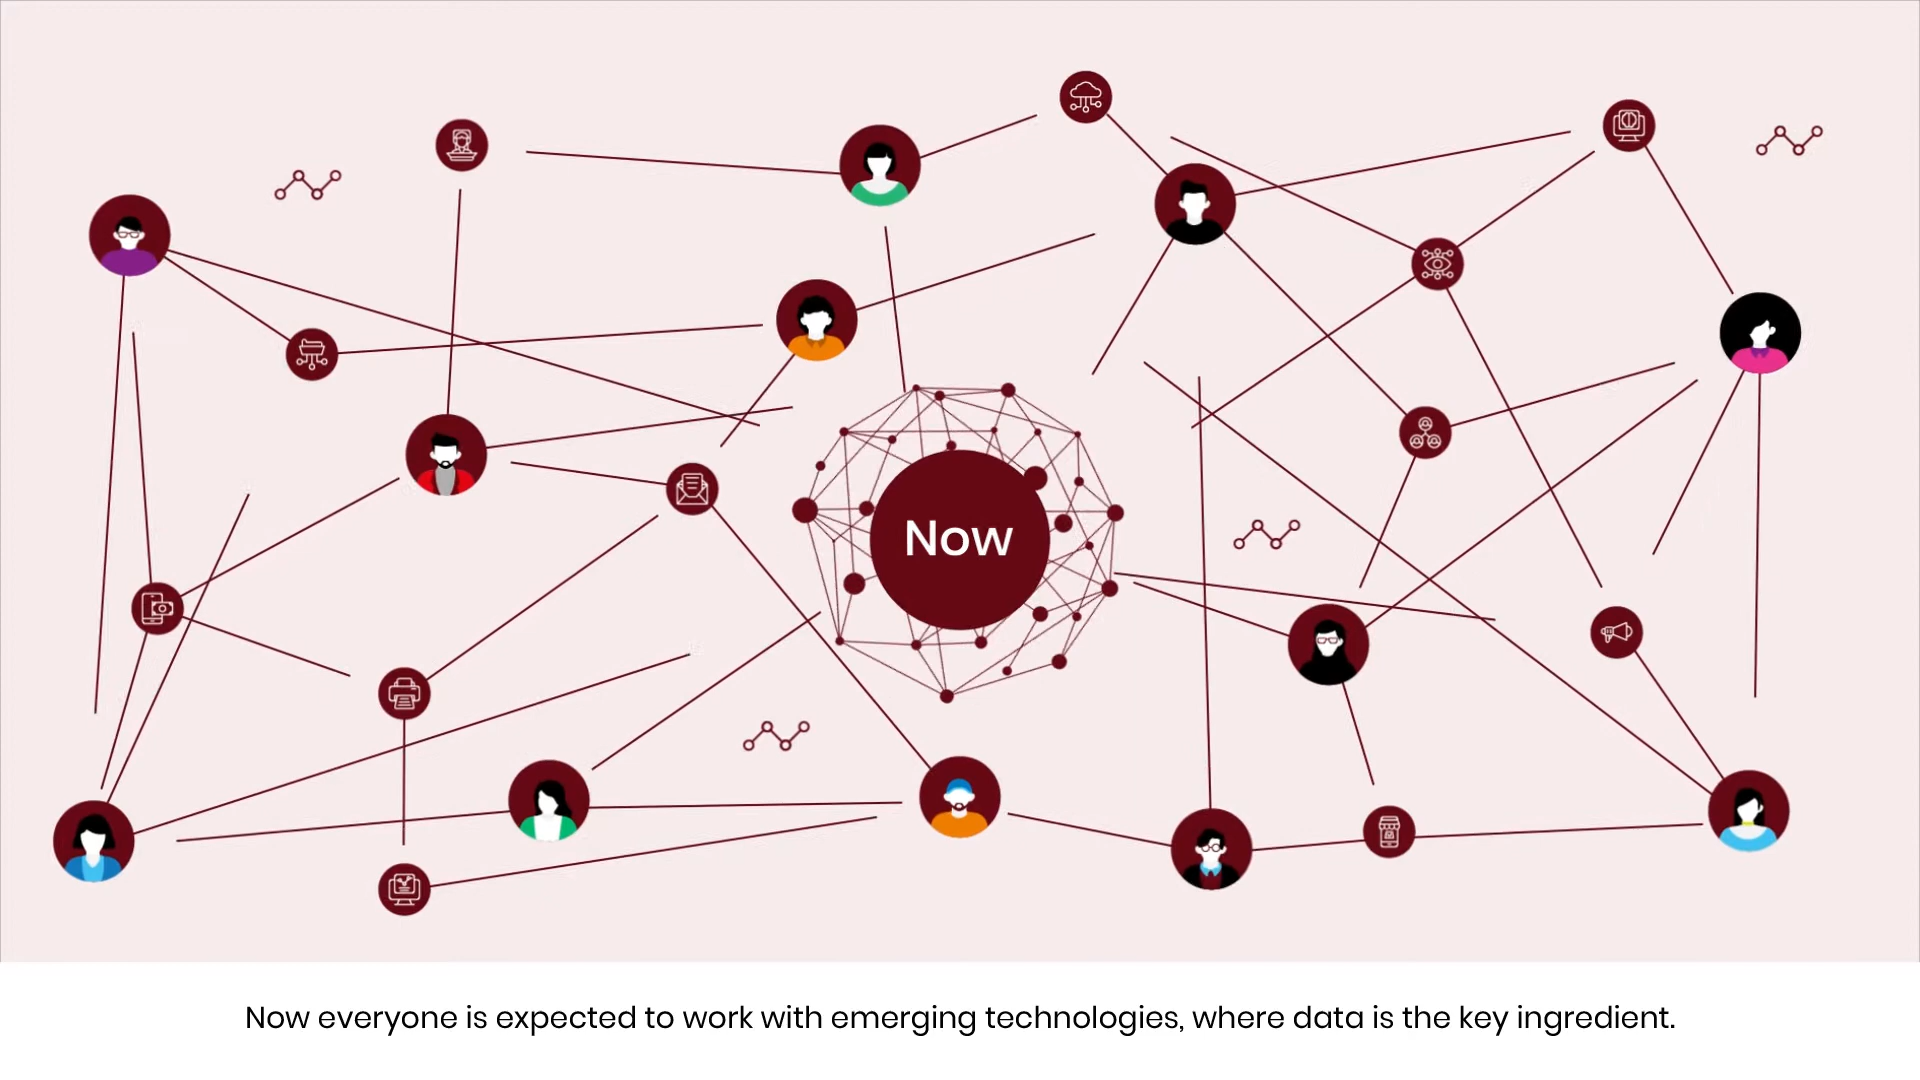 Now
Now everyone is expected to work with emerging technologies, where data is the key ingredient.